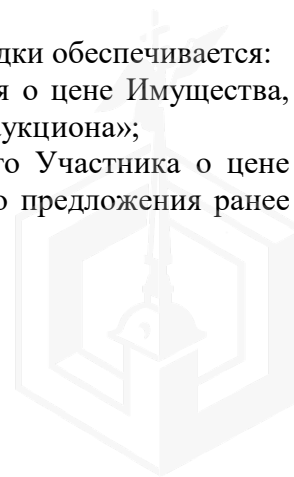 дки обеспечивается:
я о цене Имущества,
укциона»;
го Участника о цене
о предложения ранее